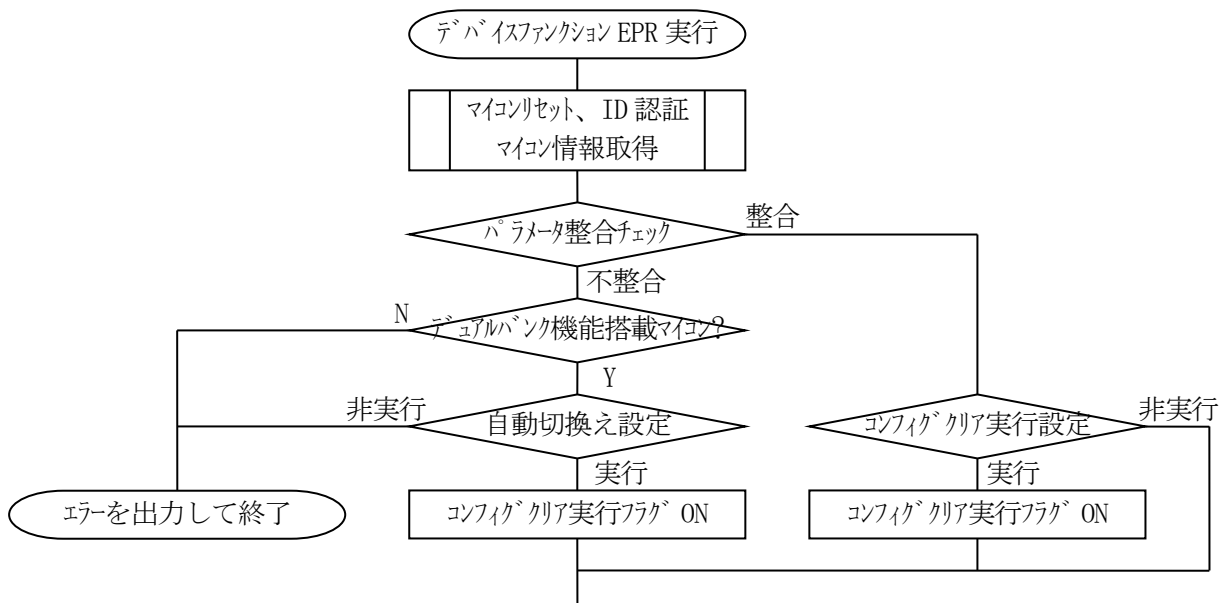 デバイスファンクション EPR 実行
マイコンリセット、ID 認証
マイコン情報取得
整合
パラメータ整合チェック
不整合
N
デュアルバンク機能搭載マイコン?
Y
非実行
自動切換え設定
コンフィグクリア実行設定
非実行
実行
実行
エラーを出力して終了
コンフィグクリア実行フラグ ON
コンフィグクリア実行フラグ ON